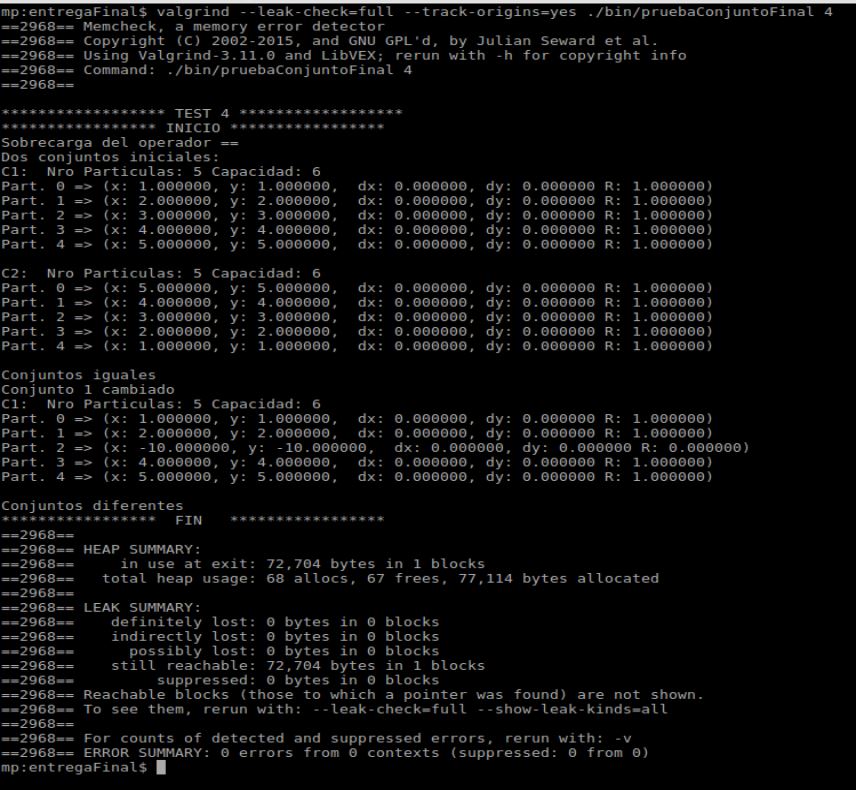 mp:entregaFinal$ valgrind --leak-check=full --track-origins=yes ./bin/pruebaConjuntoFinal 4
==2968== Memcheck, a memory error detector
==2968== Copyright (C) 2002-2015, and GNU GPL'd, by Julian Seward et al.
==2968== Using Valgrind-3.11.0 and LibVEX; rerun with -h for copyright info
==2968== Command: ./bin/pruebaConjuntoFinal 4
==2968==
****************** TEST 4 ******************
***************** INICIO *****************
Sobrecarga del operador ==
Dos conjuntos iniciales:
C1:  Nro Particulas: 5 Capacidad: 6
Part. 0 => (x: 1.000000, y: 1.000000,  dx: 0.000000, dy: 0.000000 R: 1.000000)
Part. 1 => (x: 2.000000, y: 2.000000,  dx: 0.000000, dy: 0.000000 R: 1.000000)
Part. 2 => (x: 3.000000, y: 3.000000,  dx: 0.000000, dy: 0.000000 R: 1.000000)
Part. 3 => (x: 4.000000, y: 4.000000,  dx: 0.000000, dy: 0.000000 R: 1.000000)
Part. 4 => (x: 5.000000, y: 5.000000,  dx: 0.000000, dy: 0.000000 R: 1.000000)
C2:  Nro Particulas: 5 Capacidad: 6
Part. 0 => (x: 5.000000, y: 5.000000,  dx: 0.000000, dy: 0.000000 R: 1.000000)
Part. 1 => (x: 4.000000, y: 4.000000,  dx: 0.000000, dy: 0.000000 R: 1.000000)
Part. 2 => (x: 3.000000, y: 3.000000,  dx: 0.000000, dy: 0.000000 R: 1.000000)
Part. 3 => (x: 2.000000, y: 2.000000,  dx: 0.000000, dy: 0.000000 R: 1.000000)
Part. 4 => (x: 1.000000, y: 1.000000,  dx: 0.000000, dy: 0.000000 R: 1.000000)
Conjuntos iguales
Conjunto 1 cambiado
C1:  Nro Particulas: 5 Capacidad: 6
Part. 0 => (x: 1.000000, y: 1.000000,  dx: 0.000000, dy: 0.000000 R: 1.000000)
Part. 1 => (x: 2.000000, y: 2.000000,  dx: 0.000000, dy: 0.000000 R: 1.000000)
Part. 2 => (x: -10.000000, y: -10.000000,  dx: 0.000000, dy: 0.000000 R: 0.000000)
Part. 3 => (x: 4.000000, y: 4.000000,  dx: 0.000000, dy: 0.000000 R: 1.000000)
Part. 4 => (x: 5.000000, y: 5.000000,  dx: 0.000000, dy: 0.000000 R: 1.000000)
Conjuntos diferentes
*****************  FIN   *****************
==2968==
==2968== HEAP SUMMARY:
==2968==     in use at exit: 72,704 bytes in 1 blocks
==2968==   total heap usage: 68 allocs, 67 frees, 77,114 bytes allocated
==2968==
==2968== LEAK SUMMARY:
==2968==    definitely lost: 0 bytes in 0 blocks
==2968==    indirectly lost: 0 bytes in 0 blocks
==2968==      possibly lost: 0 bytes in 0 blocks
==2968==    still reachable: 72,704 bytes in 1 blocks
==2968==         suppressed: 0 bytes in 0 blocks
==2968== Reachable blocks (those to which a pointer was found) are not shown.
==2968== To see them, rerun with: --leak-check=full --show-leak-kinds=all
==2968==
==2968== For counts of detected and suppressed errors, rerun with: -v
==2968== ERROR SUMMARY: 0 errors from 0 contexts (suppressed: 0 from 0)
mp:entregaFinal$